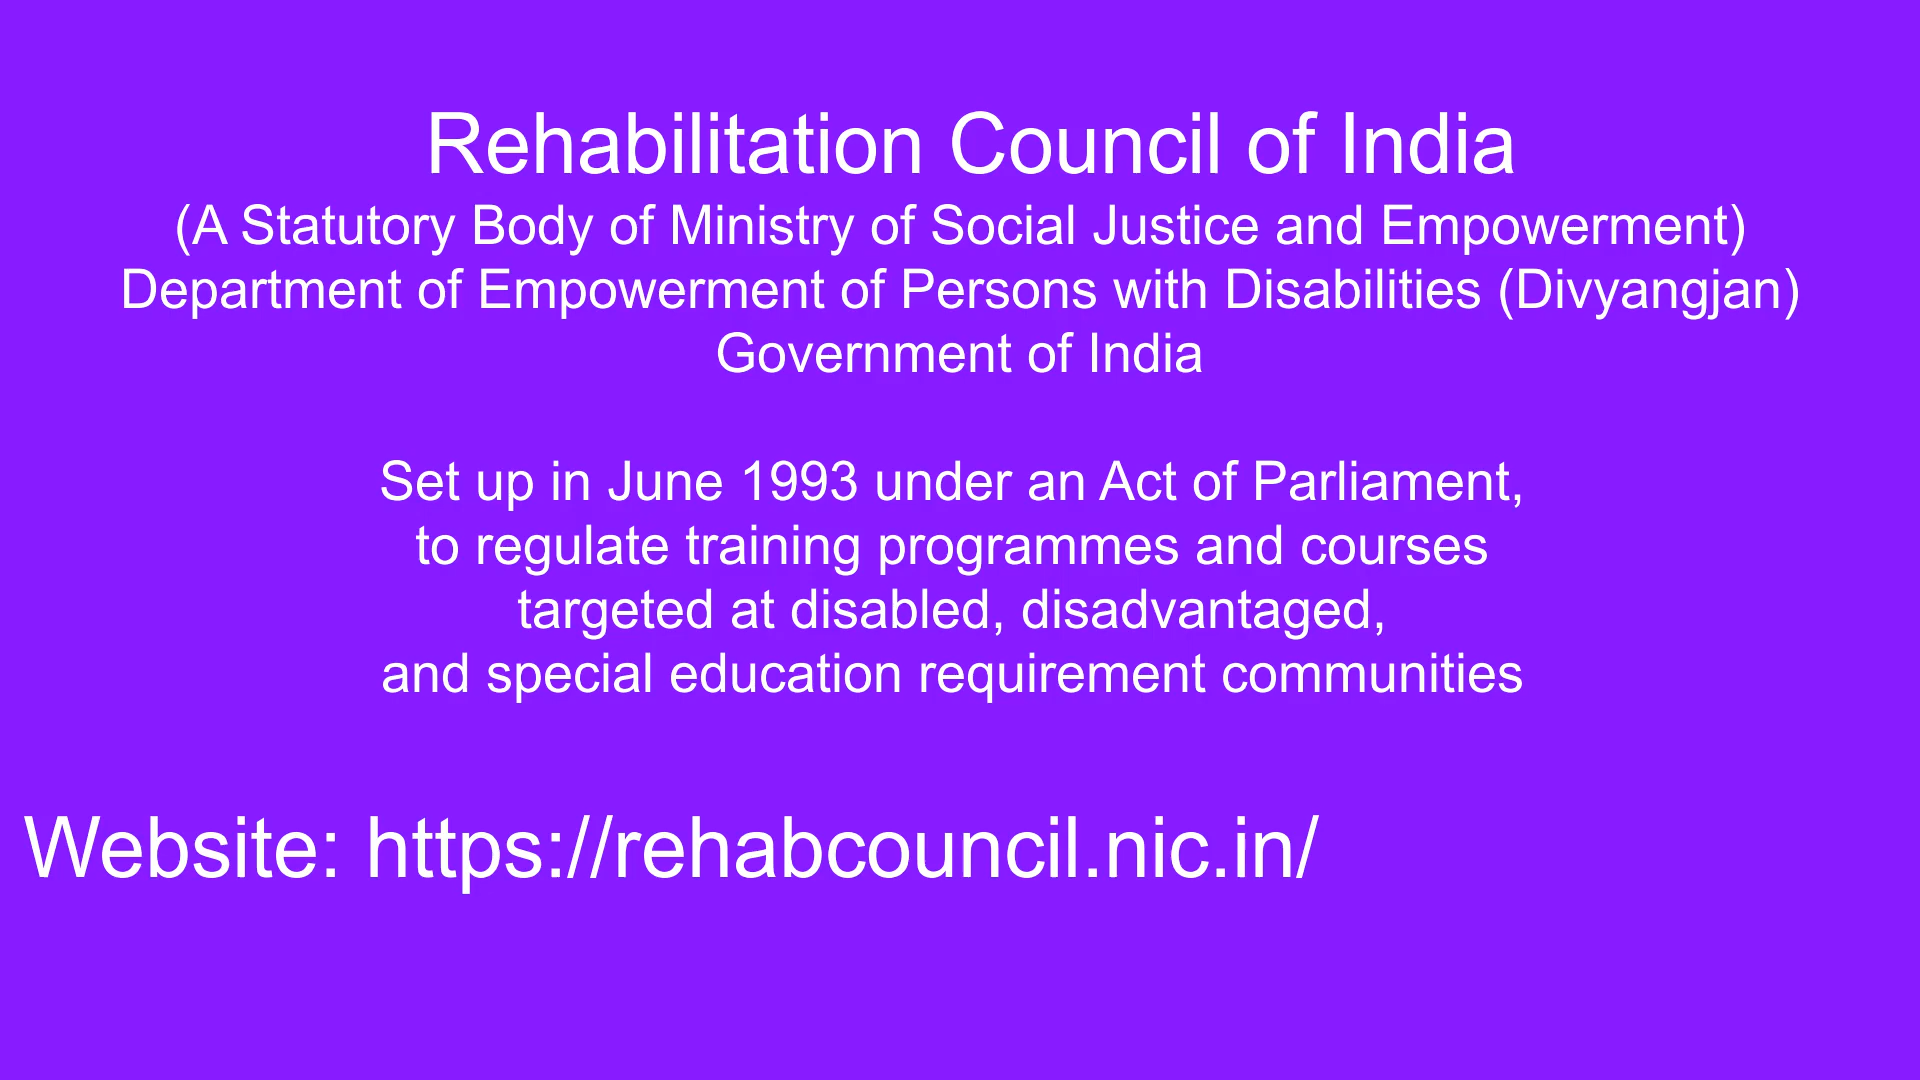 Rehabilitation Council of India
(A Statutory Body of Ministry of Social Justice and Empowerment)
Department of Empowerment of Persons with Disabilities (Divyangjan)
Government of India
Set up in June 1993 under an Act of Parliament,
to regulate training programmes and courses
targeted at disabled, disadvantaged,
and special education requirement communities
Website: https://rehabcouncil.nic.in/